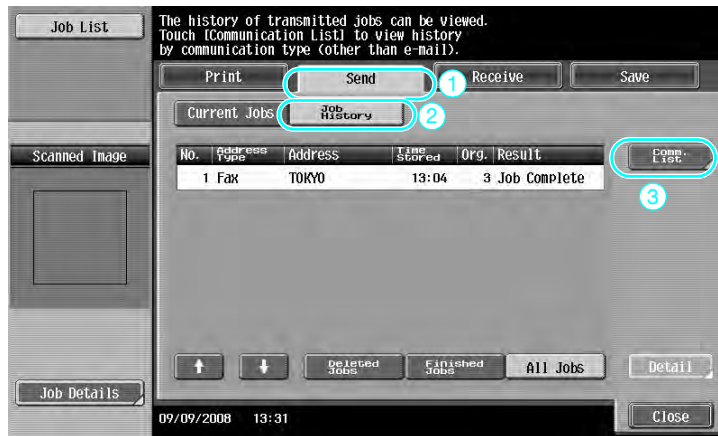 Job List
The history of transmitted jobs can be viewed.
Touch [Communication List] to view history
by communication type (other than e-mail).
Print Send 1 Receive Save
Current Jobs Job History 2
Scanned Image
No. Address Type Address Time Stored Org. Result
Comm. List
3
1 Fax TOKYO 13:04 3 Job Complete
Deleted Jobs Finished Jobs All Jobs Detail
Job Details
09/09/2008 13:31
Close